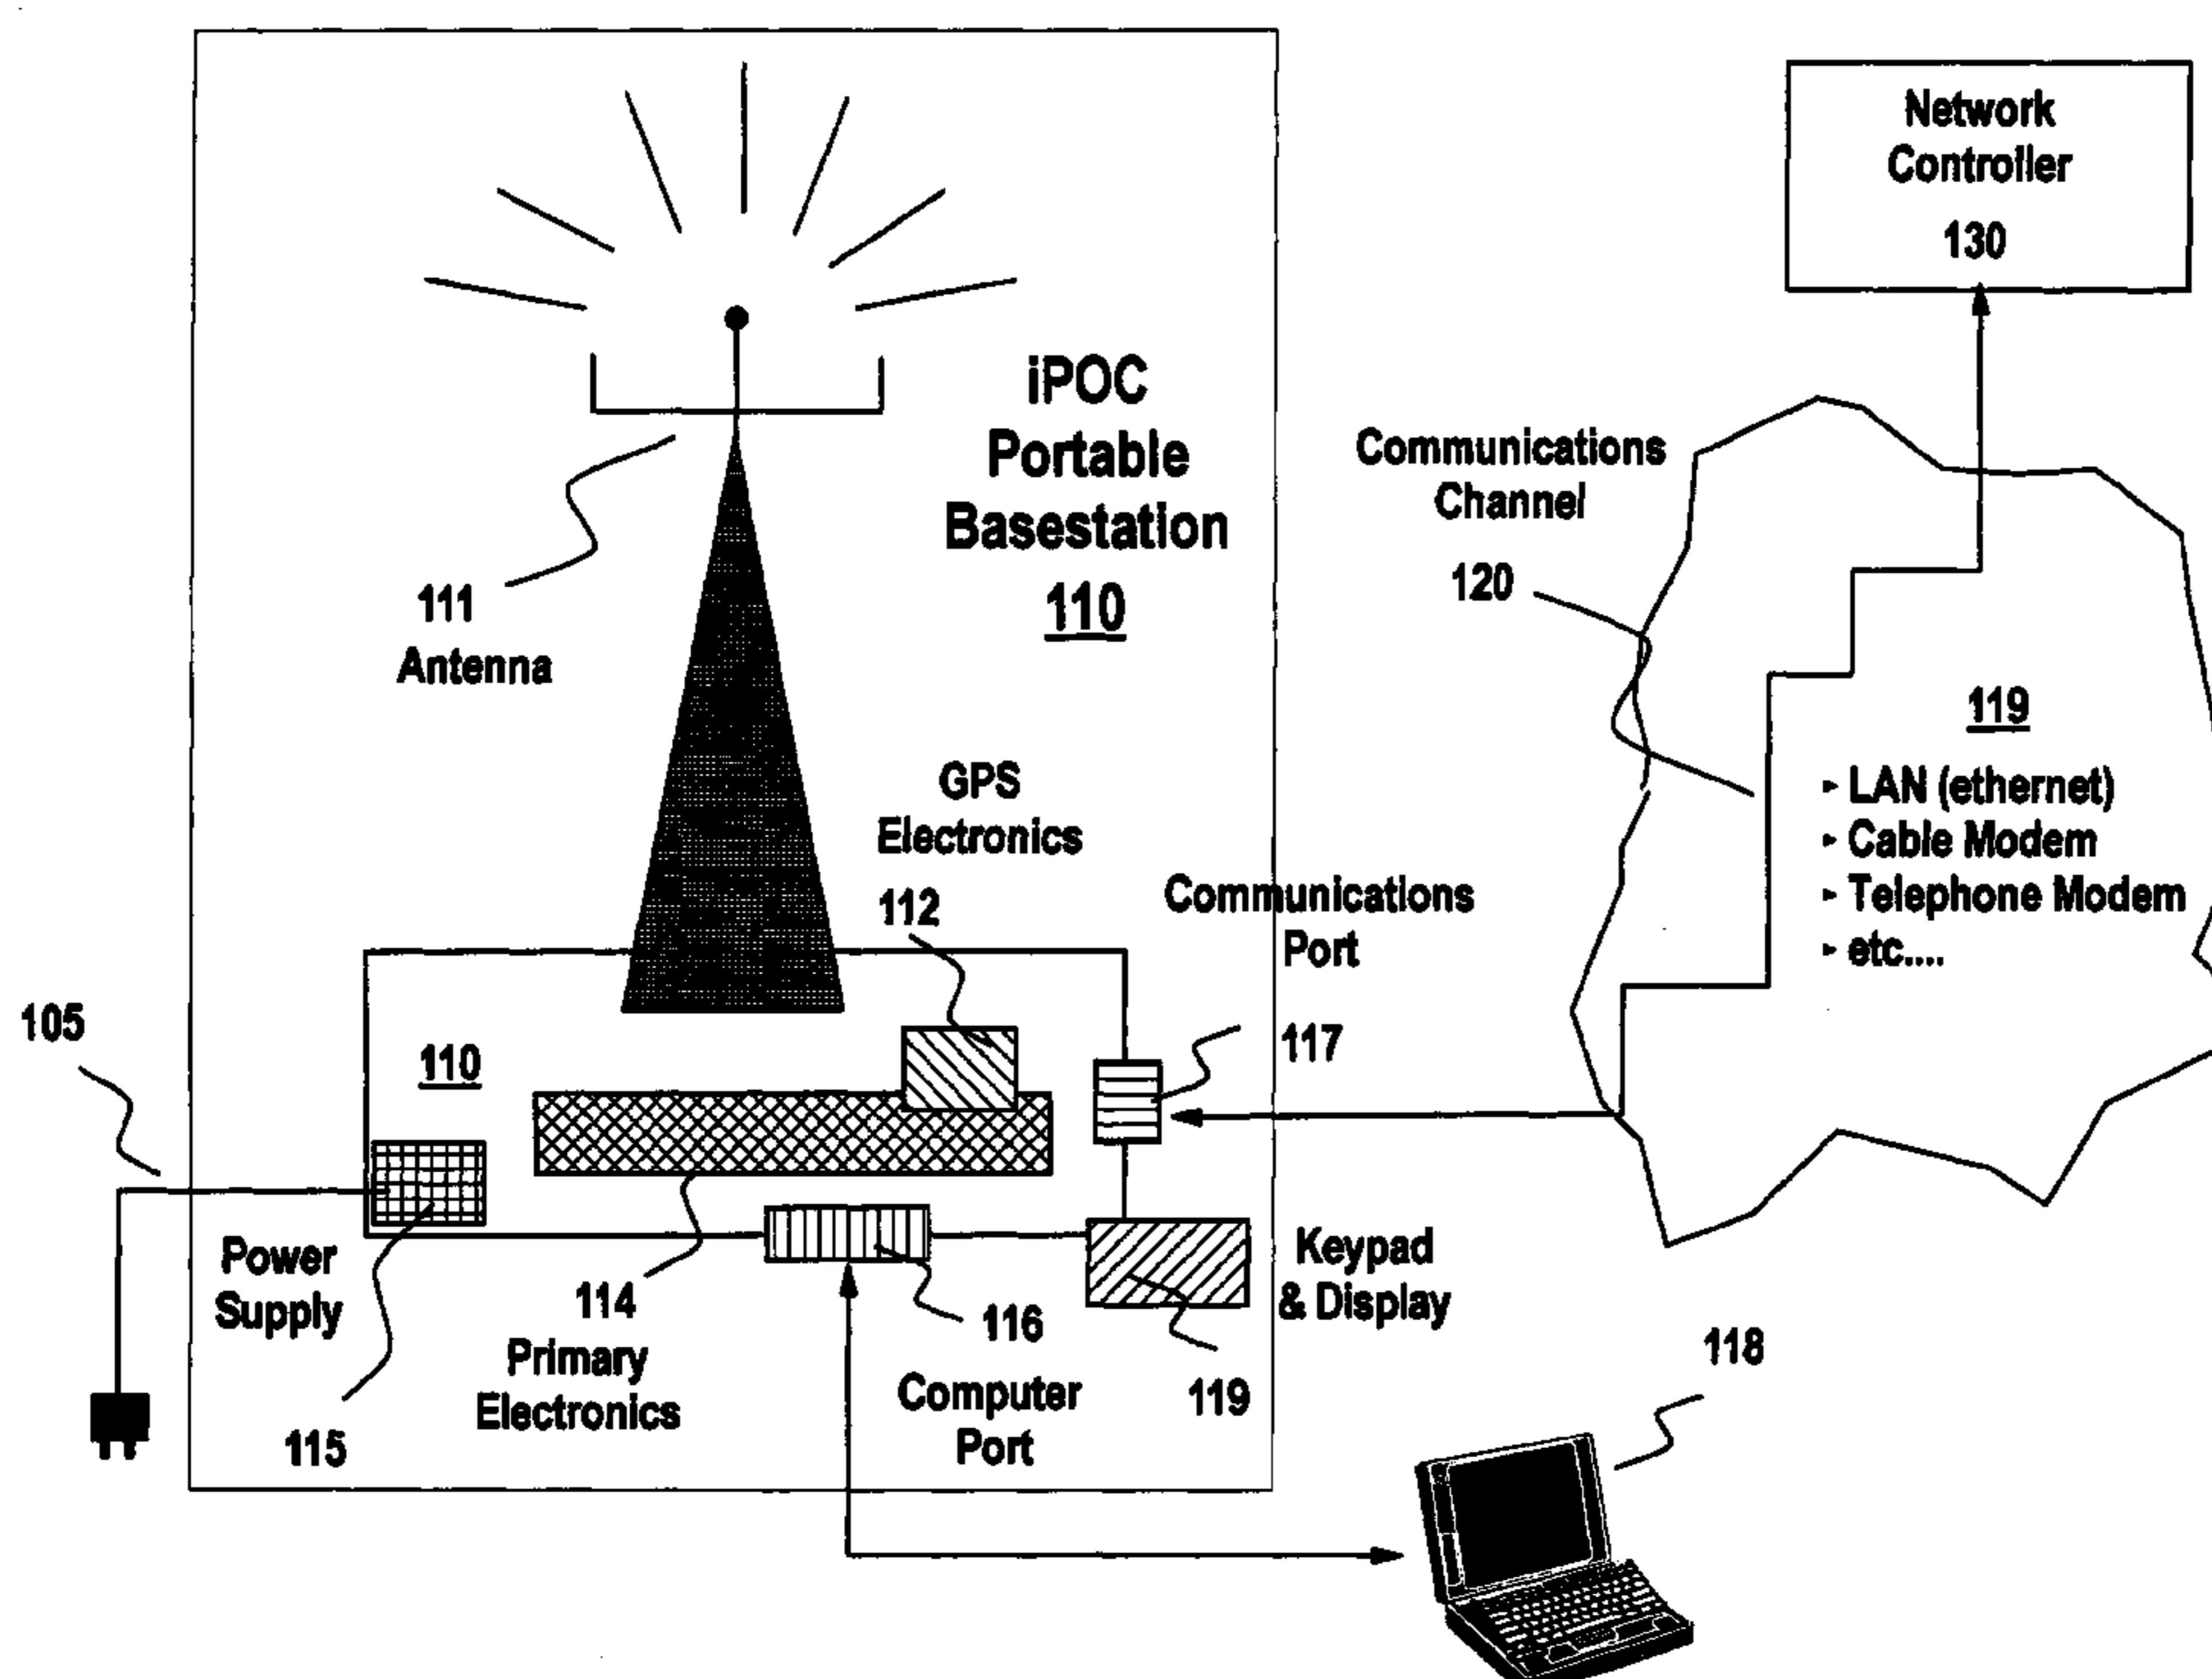 Network
Controller
130
iPOC
Portable
Basestation
110
111
Antenna
Communications
Channel
120
119
▸ LAN (ethernet)
▸ Cable Modem
▸ Telephone Modem
▸ etc....
GPS
Electronics
112
Communications
Port
117
105
110
Power
Supply
115
114
Primary
Electronics
116
Computer
Port
Keypad
& Display
119
118